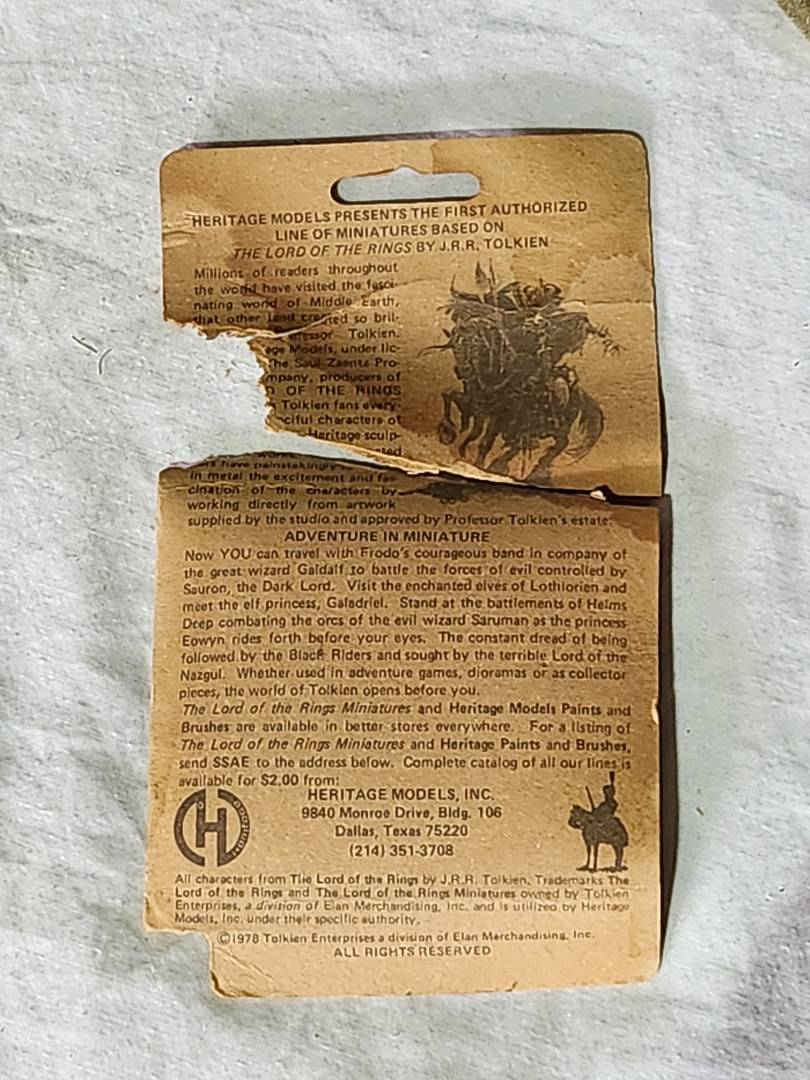 HERITAGE MODELS PRESENTS THE FIRST AUTHORIZED
LINE OF MINIATURES BASED ON
THE LORD OF THE RINGS BY J.R.R. TOLKIEN
Millions of readers throughout
the world have visited the fasci-
nating world of Middle Earth,
that other land created so bril-
Tolkien.
Models, under lic-
The Saul Zaentz Pro-
mpany, producers of
OF THE RINGS
Tolkien fans every-
ciful characters of
Heritage sculp-
have painstakingly
in metal the excitement and fas-
cination of the characters by
working directly from artwork
supplied by the studio and approved by Professor Tolkien's estate.
ADVENTURE IN MINIATURE
Now YOU can travel with Frodo's courageous band in company of
the great wizard Galdalf to battle the forces of evil controlled by
Sauron, the Dark Lord. Visit the enchanted elves of Lothlorien and
meet the elf princess, Galadriel. Stand at the battlements of Helms
Deep combating the orcs of the evil wizard Saruman as the princess
Eowyn rides forth before your eyes. The constant dread of being
followed by the Black Riders and sought by the terrible Lord of the
Nazgul. Whether used in adventure games, dioramas or as collector
pieces, the world of Tolkien opens before you.
The Lord of the Rings Miniatures and Heritage Models Paints and
Brushes are available in better stores everywhere. For a listing of
The Lord of the Rings Miniatures and Heritage Paints and Brushes,
send SSAE to the address below. Complete catalog of all our lines is
available for $2.00 from:
HERITAGE MODELS, INC.
9840 Monroe Drive, Bldg. 106
Dallas, Texas 75220
(214) 351-3708
H
All characters from The Lord of the Rings by J.R.R. Tolkien. Trademarks The
Lord of the Rings and The Lord of the Rings Miniatures owned by Tolkien
Enterprises, a division of Elan Merchandising, Inc. and is utilized by Heritage
Models, Inc. under their specific authority.
©1978 Tolkien Enterprises a division of Elan Merchandising, Inc.
ALL RIGHTS RESERVED